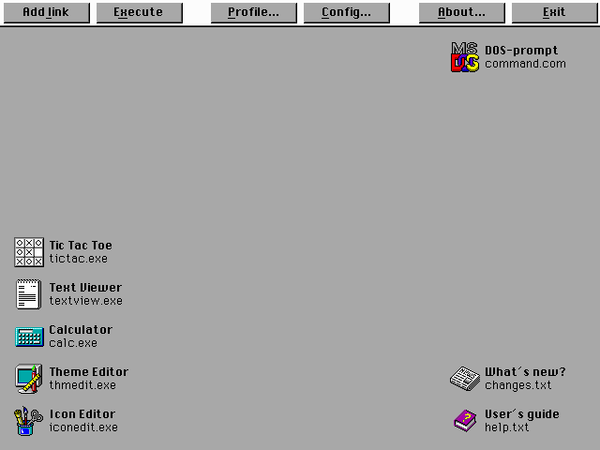 Add link Execute Profile... Config... About... Exit
MS DOS
DOS-prompt
command.com
Tic Tac Toe
tictac.exe
Text Viewer
textview.exe
Calculator
calc.exe
Theme Editor
thmedit.exe
Icon Editor
iconedit.exe
What´s new?
changes.txt
User´s guide
help.txt